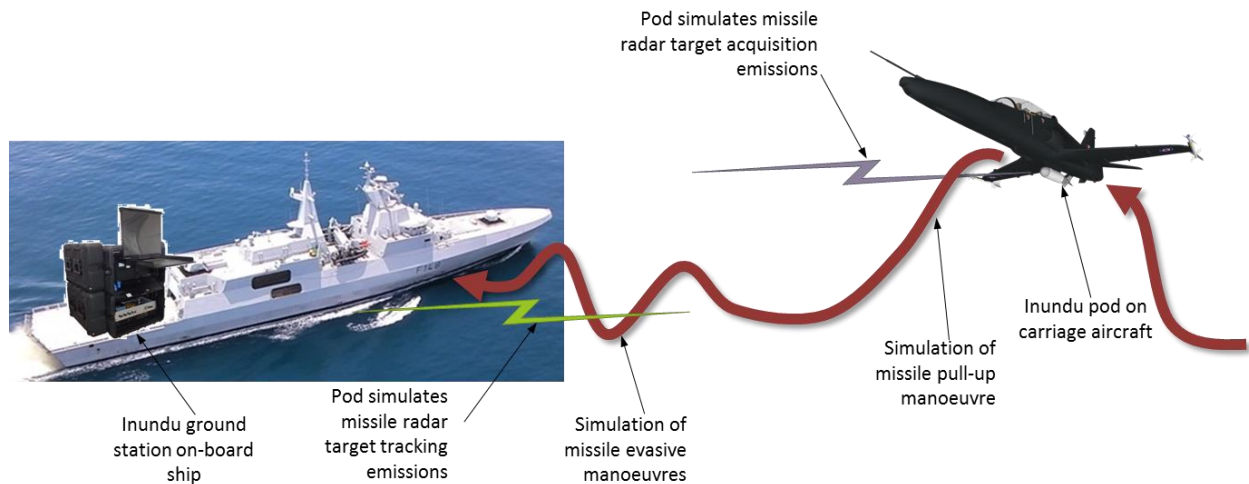 Pod simulates missile
radar target acquisition
emissions
F148
Inundu pod on
carriage aircraft
Simulation of
missile pull-up
manoeuvre
Inundu ground
station on-board
ship
Pod simulates
missile radar
target tracking
emissions
Simulation of
missile evasive
manoeuvres